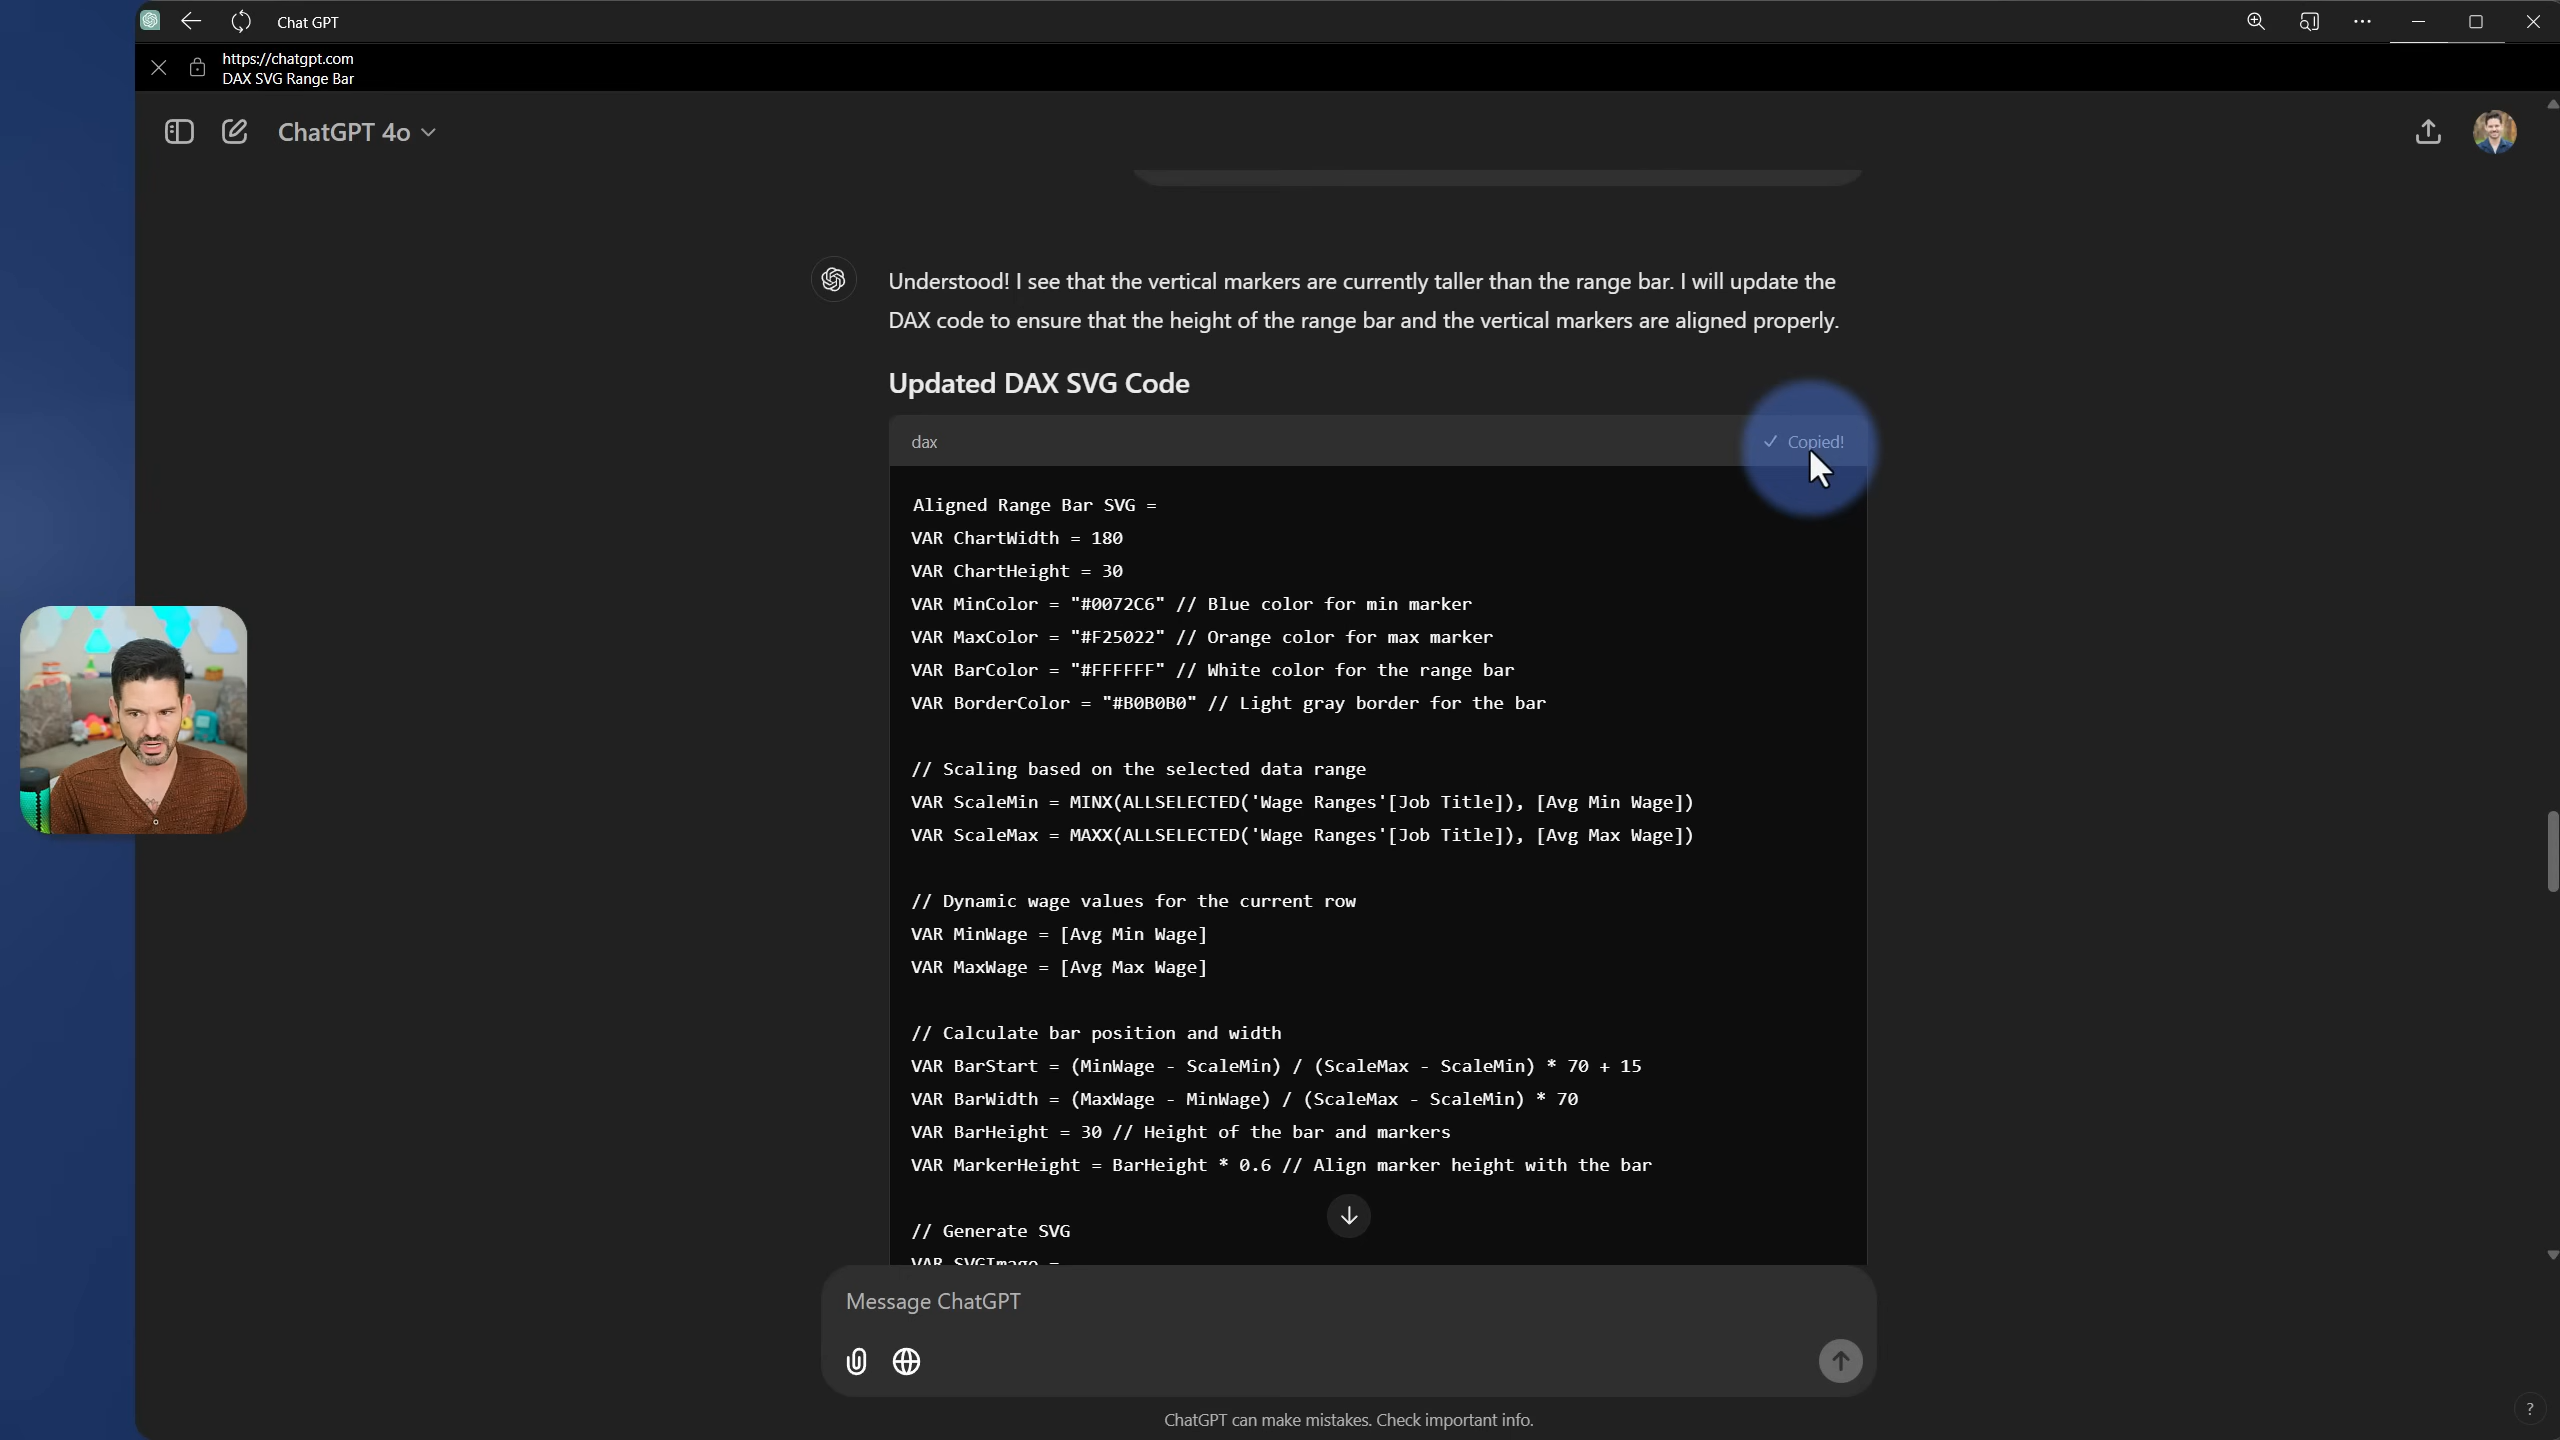 Chat GPT
https://chatgpt.com
DAX SVG Range Bar
ChatGPT 4o
Understood! I see that the vertical markers are currently taller than the range bar. I will update the
DAX code to ensure that the height of the range bar and the vertical markers are aligned properly.
Updated DAX SVG Code
dax
Copied!
Aligned Range Bar SVG =
VAR ChartWidth = 180
VAR ChartHeight = 30
VAR MinColor = "#0072C6" // Blue color for min marker
VAR MaxColor = "#F25022" // Orange color for max marker
VAR BarColor = "#FFFFFF" // White color for the range bar
VAR BorderColor = "#B0B0B0" // Light gray border for the bar
// Scaling based on the selected data range
VAR ScaleMin = MINX(ALLSELECTED('Wage Ranges'[Job Title]), [Avg Min Wage])
VAR ScaleMax = MAXX(ALLSELECTED('Wage Ranges'[Job Title]), [Avg Max Wage])
// Dynamic wage values for the current row
VAR MinWage = [Avg Min Wage]
VAR MaxWage = [Avg Max Wage]
// Calculate bar position and width
VAR BarStart = (MinWage - ScaleMin) / (ScaleMax - ScaleMin) * 70 + 15
VAR BarWidth = (MaxWage - MinWage) / (ScaleMax - ScaleMin) * 70
VAR BarHeight = 30 // Height of the bar and markers
VAR MarkerHeight = BarHeight * 0.6 // Align marker height with the bar
// Generate SVG
VAR SVGImage =
Message ChatGPT
ChatGPT can make mistakes. Check important info.
?